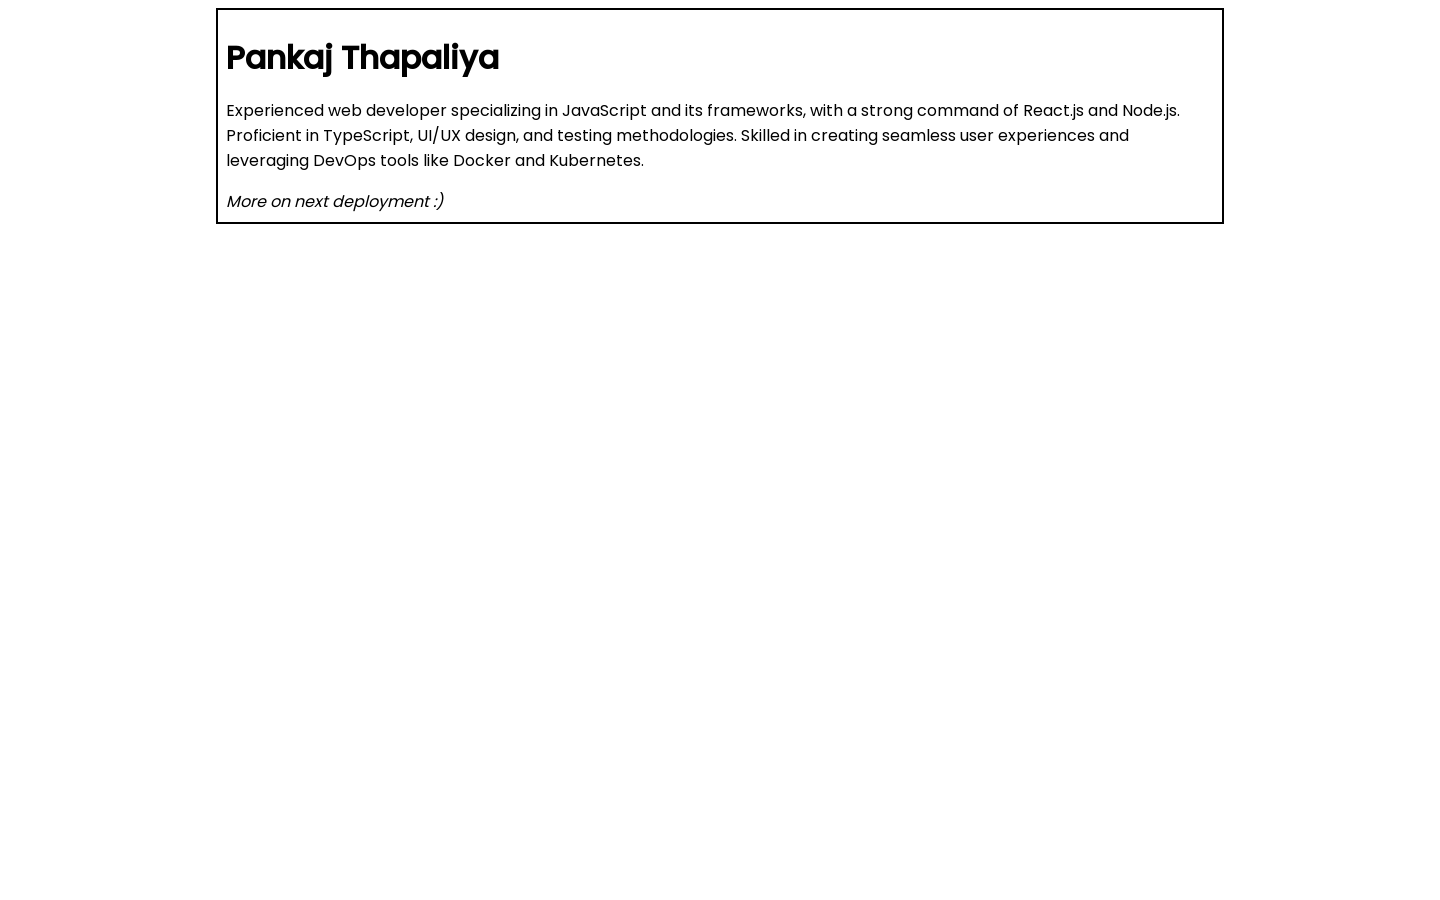 Pankaj Thapaliya
Experienced web developer specializing in JavaScript and its frameworks, with a strong command of React.js and Node.js.
Proficient in TypeScript, UI/UX design, and testing methodologies. Skilled in creating seamless user experiences and
leveraging DevOps tools like Docker and Kubernetes.
More on next deployment :)